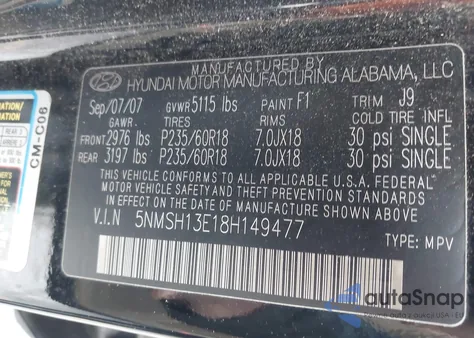 MANUFACTURED BY
HYUNDAI MOTOR MANUFACTURING ALABAMA, LLC
Sep/07/07 GVWR 5115 lbs PAINT F1 TRIM J9
GAWR TIRES RIMS COLD TIRE INFL
FRONT 2976 lbs P235/60R18 7.0JX18 30 psi SINGLE
REAR 3197 lbs P235/60R18 7.0JX18 30 psi SINGLE
THIS VEHICLE CONFORMS TO ALL APPLICABLE U.S.A. FEDERAL
MOTOR VEHICLE SAFETY AND THEFT PREVENTION STANDARDS
IN EFFECT ON THE DATE OF MANUFACTURE SHOWN ABOVE.
V.I.N 5NMSH13E18H149477
TYPE: MPV
CM-C06
autoSnap